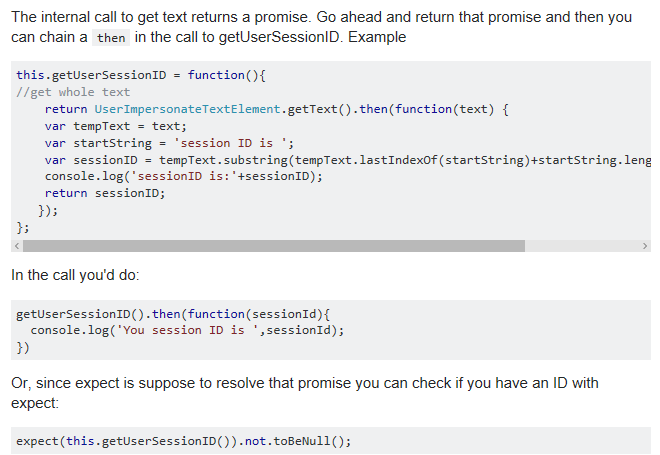 The internal call to get text returns a promise. Go ahead and return that promise and then you
can chain a then in the call to getUserSessionID. Example
this.getUserSessionID = function(){
//get whole text
    return UserImpersonateTextElement.getText().then(function(text) {
    var tempText = text;
    var startString = 'session ID is ';
    var sessionID = tempText.substring(tempText.lastIndexOf(startString)+startString.leng
    console.log('sessionID is:'+sessionID);
    return sessionID;
   });
};
In the call you'd do:
getUserSessionID().then(function(sessionId){
  console.log('You session ID is ',sessionId);
})
Or, since expect is suppose to resolve that promise you can check if you have an ID with
expect:
expect(this.getUserSessionID()).not.toBeNull();